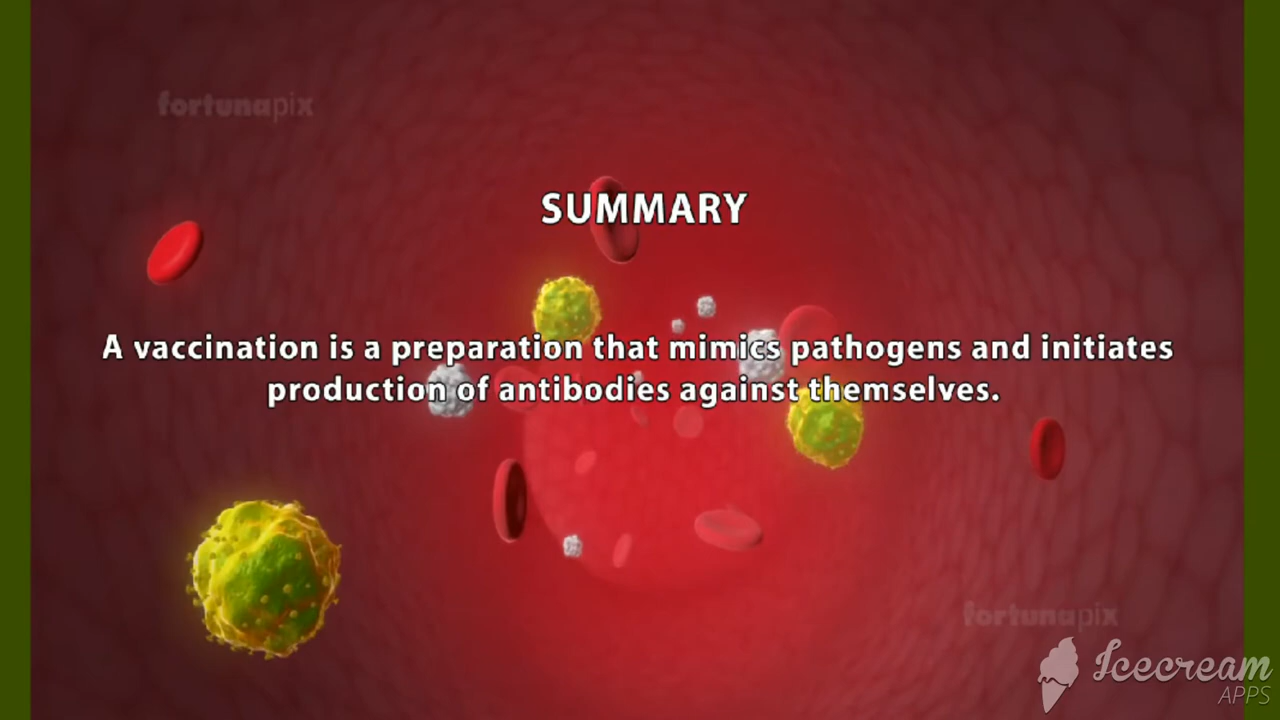 fortunapix
SUMMARY
A vaccination is a preparation that mimics pathogens and initiates
production of antibodies against themselves.
fortunapix
Icecream
APPS